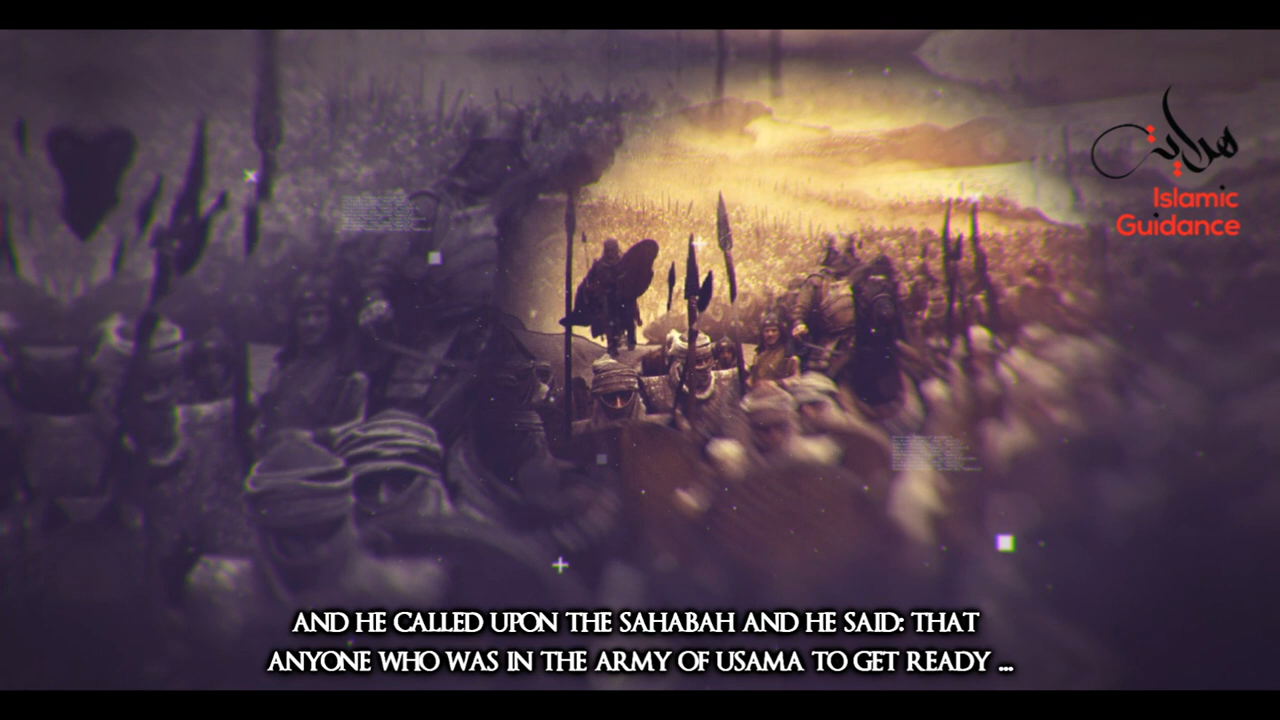 هداية
Islamic
Guidance
AND HE CALLED UPON THE SAHABAH AND HE SAID: THAT
ANYONE WHO WAS IN THE ARMY OF USAMA TO GET READY ...